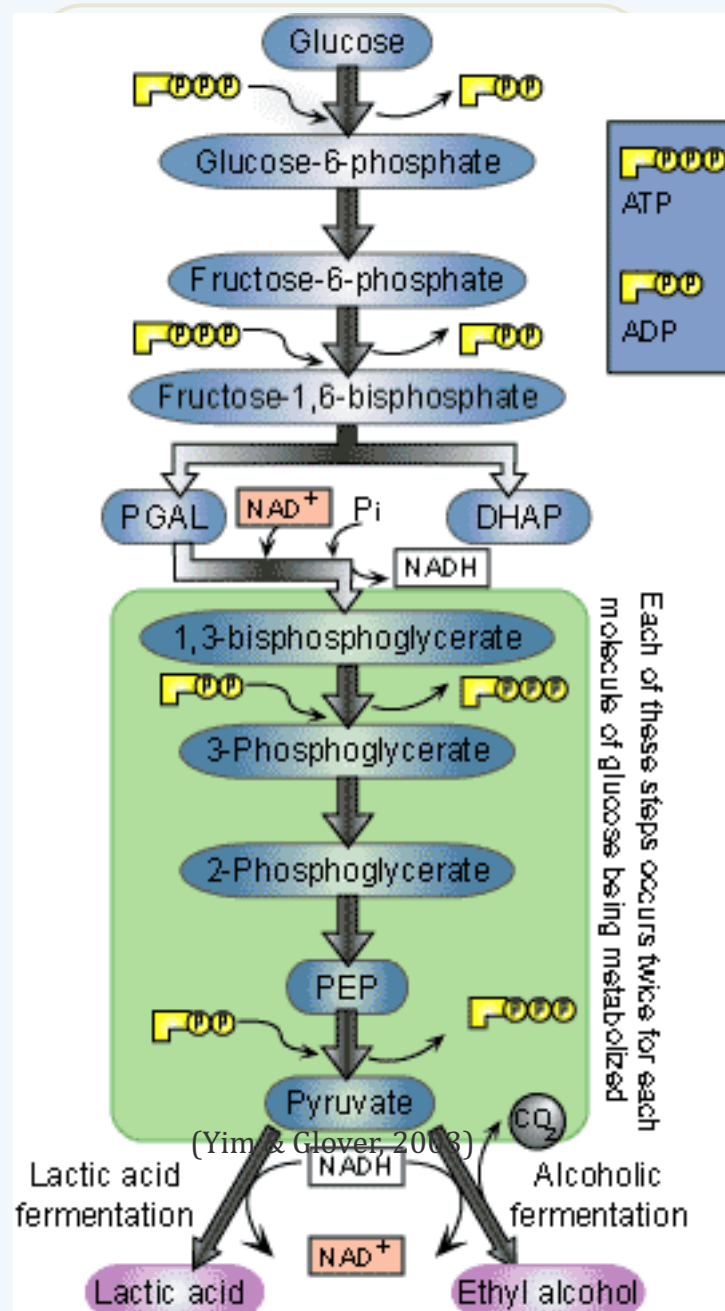 Glucose
P P P
P P
Glucose-6-phosphate
P P P
ATP
Fructose-6-phosphate
P P
ADP
P P P
P P
Fructose-1,6-bisphosphate
PGAL
NAD+
Pi
DHAP
NADH
1,3-bisphosphoglycerate
P P
P P P
3-Phosphoglycerate
2-Phosphoglycerate
PEP
P P
P P P
Pyruvate
CO2
Each of these steps occurs twice for each
molecule of glucose being metabolized
(Yim & Glover, 2003)
Lactic acid
fermentation
NADH
Alcoholic
fermentation
NAD+
Lactic acid
Ethyl alcohol